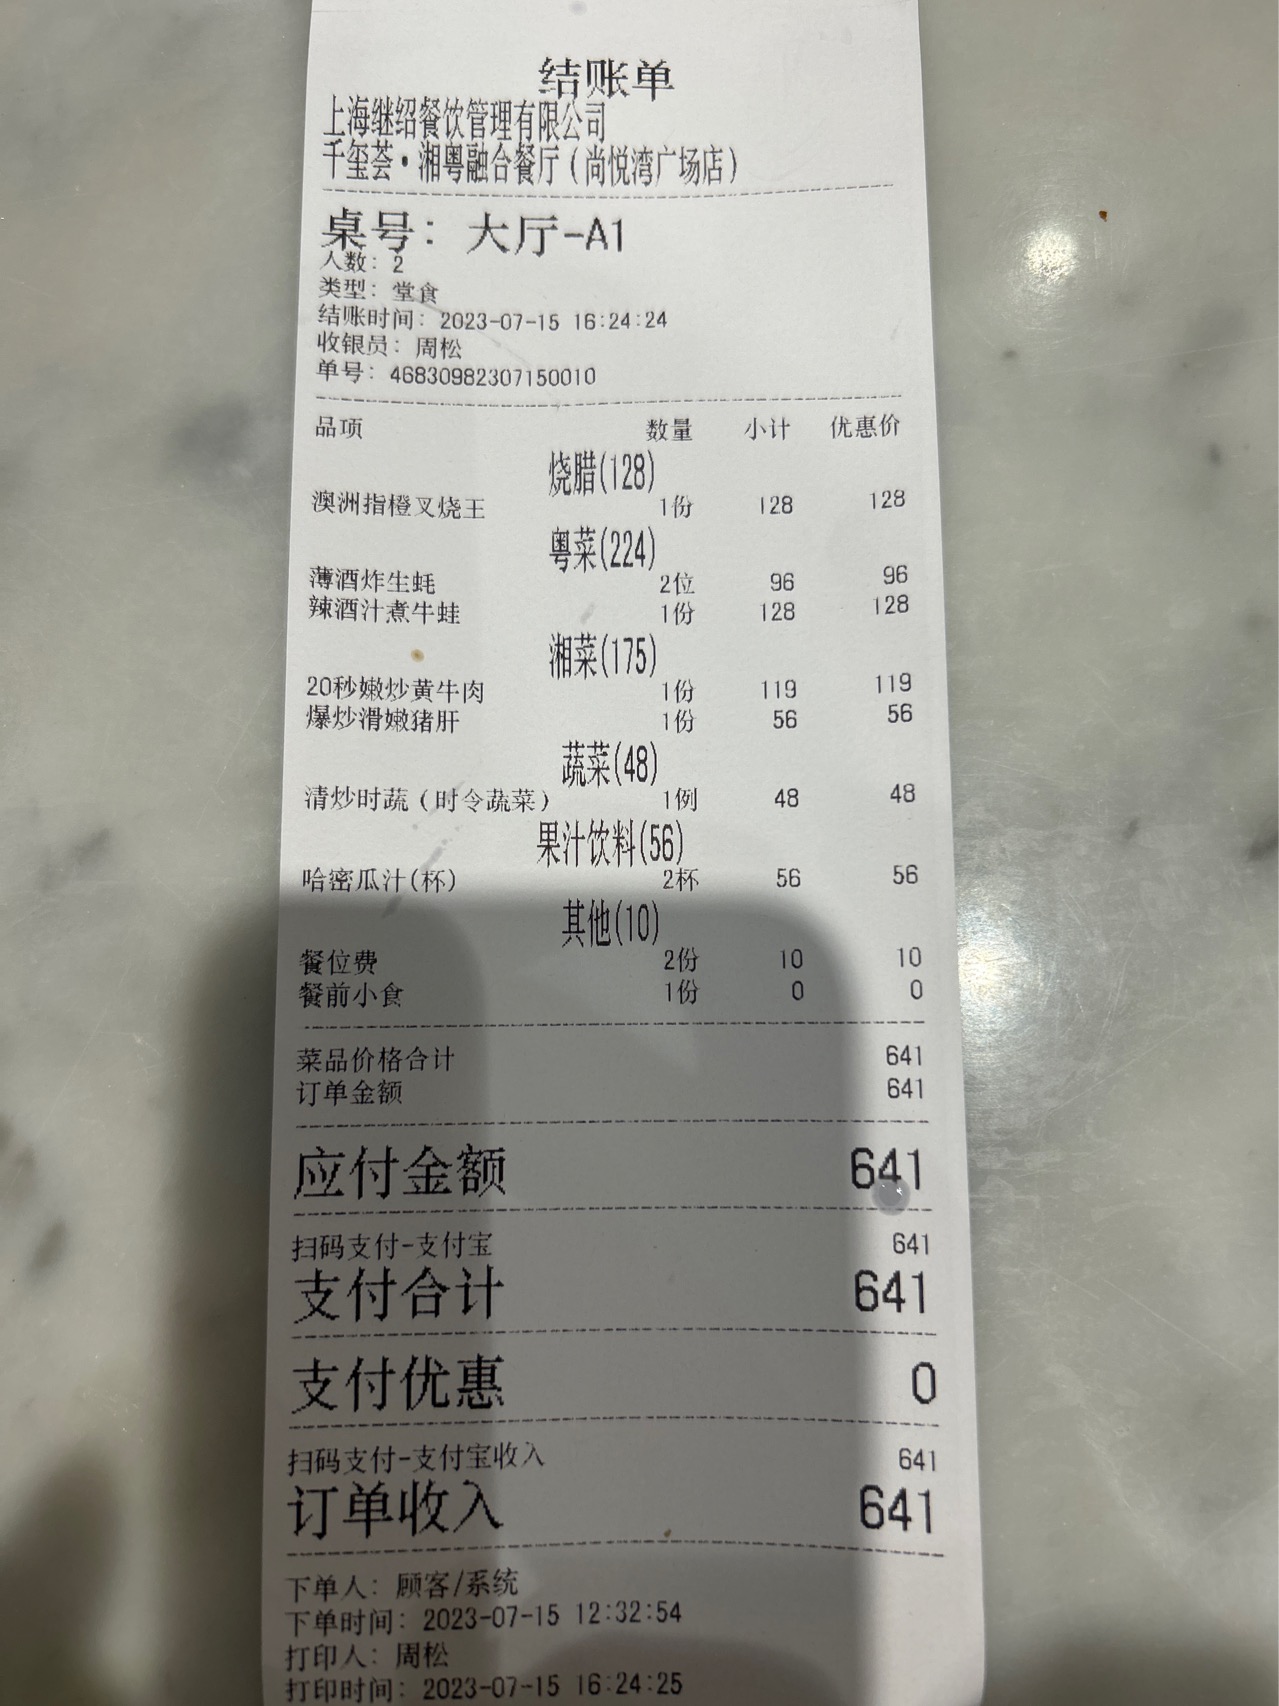 结账单
上海继绍餐饮管理有限公司
千玺荟·湘粤融合餐厅(尚悦湾广场店)
桌号: 大厅-A1
人数: 2
类型: 堂食
结账时间: 2023-07-15 16:24:24
收银员: 周松
单号: 46830982307150010
品项 数量 小计 优惠价
烧腊(128)
澳洲指橙叉烧王 1份 128 128
粤菜(224)
薄酒炸生蚝 2位 96 96
辣酒汁煮牛蛙 1份 128 128
湘菜(175)
20秒嫩炒黄牛肉 1份 119 119
爆炒滑嫩猪肝 1份 56 56
蔬菜(48)
清炒时蔬(时令蔬菜) 1例 48 48
果汁饮料(56)
哈密瓜汁(杯) 2杯 56 56
其他(10)
餐位费 2份 10 10
餐前小食 1份 0 0
菜品价格合计 641
订单金额 641
应付金额 641
扫码支付-支付宝 641
支付合计 641
支付优惠 0
扫码支付-支付宝收入 641
订单收入 641
下单人: 顾客/系统
下单时间: 2023-07-15 12:32:54
打印人: 周松
打印时间: 2023-07-15 16:24:25